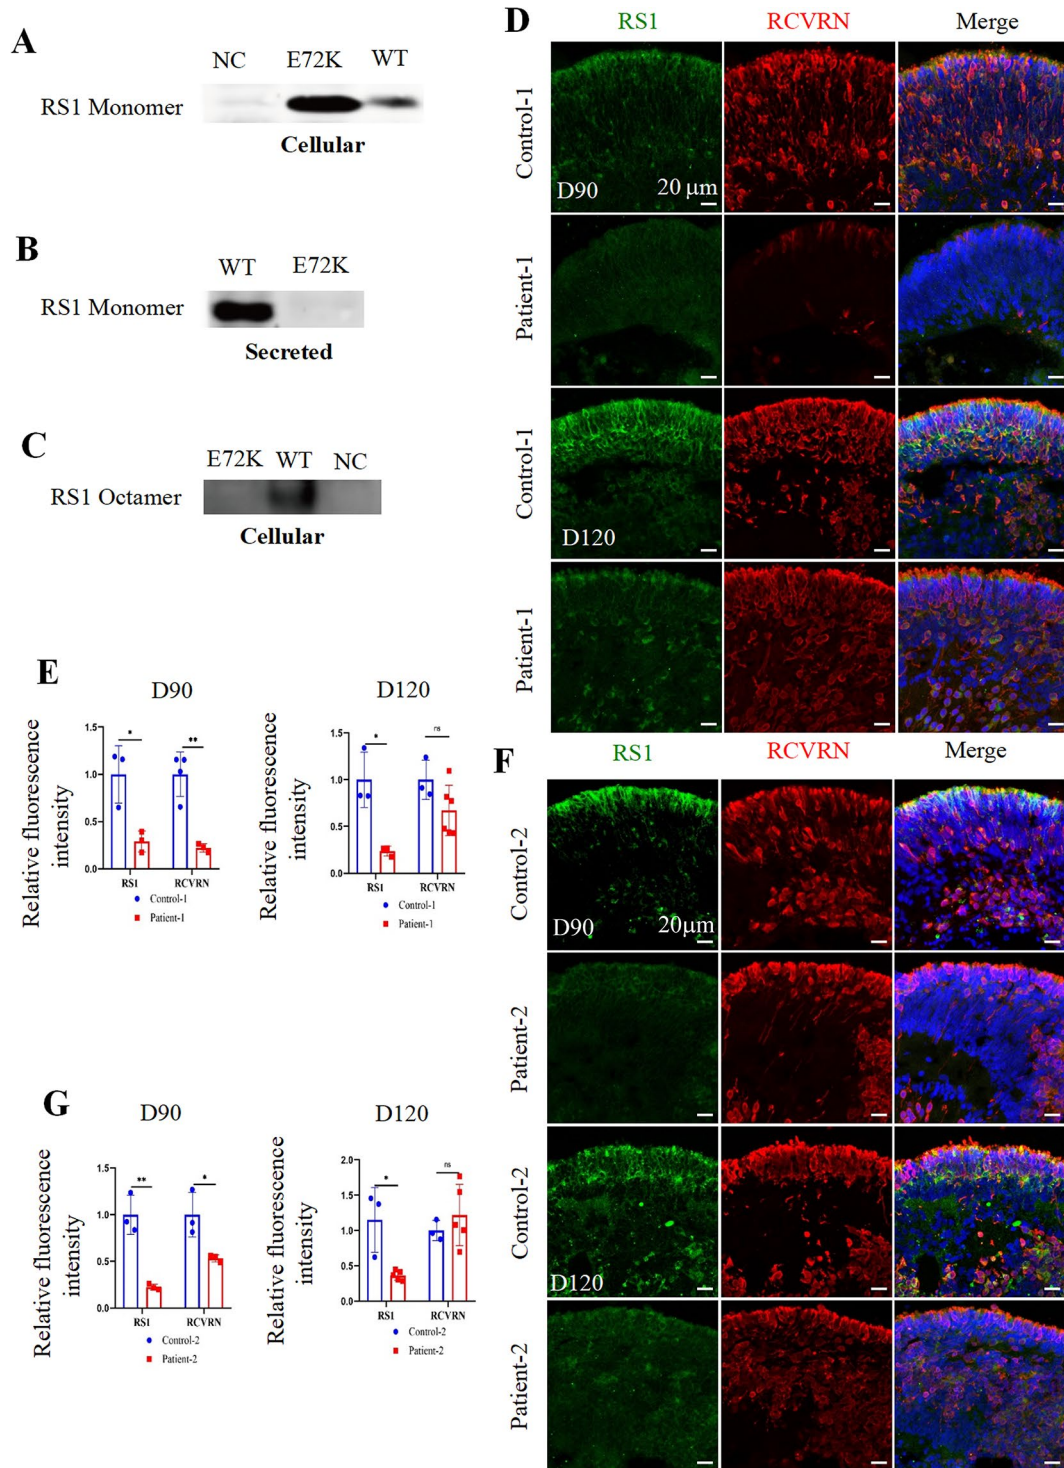 A
NC E72K WT
RS1 Monomer
Cellular
B
WT E72K
RS1 Monomer
Secreted
C
E72K WT NC
RS1 Octamer
Cellular
D
RS1 RCVRN Merge
Control-1
D90
20 μm
Patient-1
Control-1
D120
Patient-1
E
D90
Relative fluorescence
intensity
1.5
1.0
0.5
0.0
*
**
RS1 RCVRN
Control-1
Patient-1
D120
Relative fluorescence
intensity
1.5
1.0
0.5
0.0
*
ns
RS1 RCVRN
Control-1
Patient-1
F
RS1 RCVRN Merge
Control-2
D90
20μm
Patient-2
Control-2
D120
Patient-2
G
D90
Relative fluorescence
intensity
1.5
1.0
0.5
0.0
**
*
RS1 RCVRN
Control-2
Patient-2
D120
Relative fluorescence
intensity
2.0
1.5
1.0
0.5
0.0
*
ns
RS1 RCVRN
Control-2
Patient-2